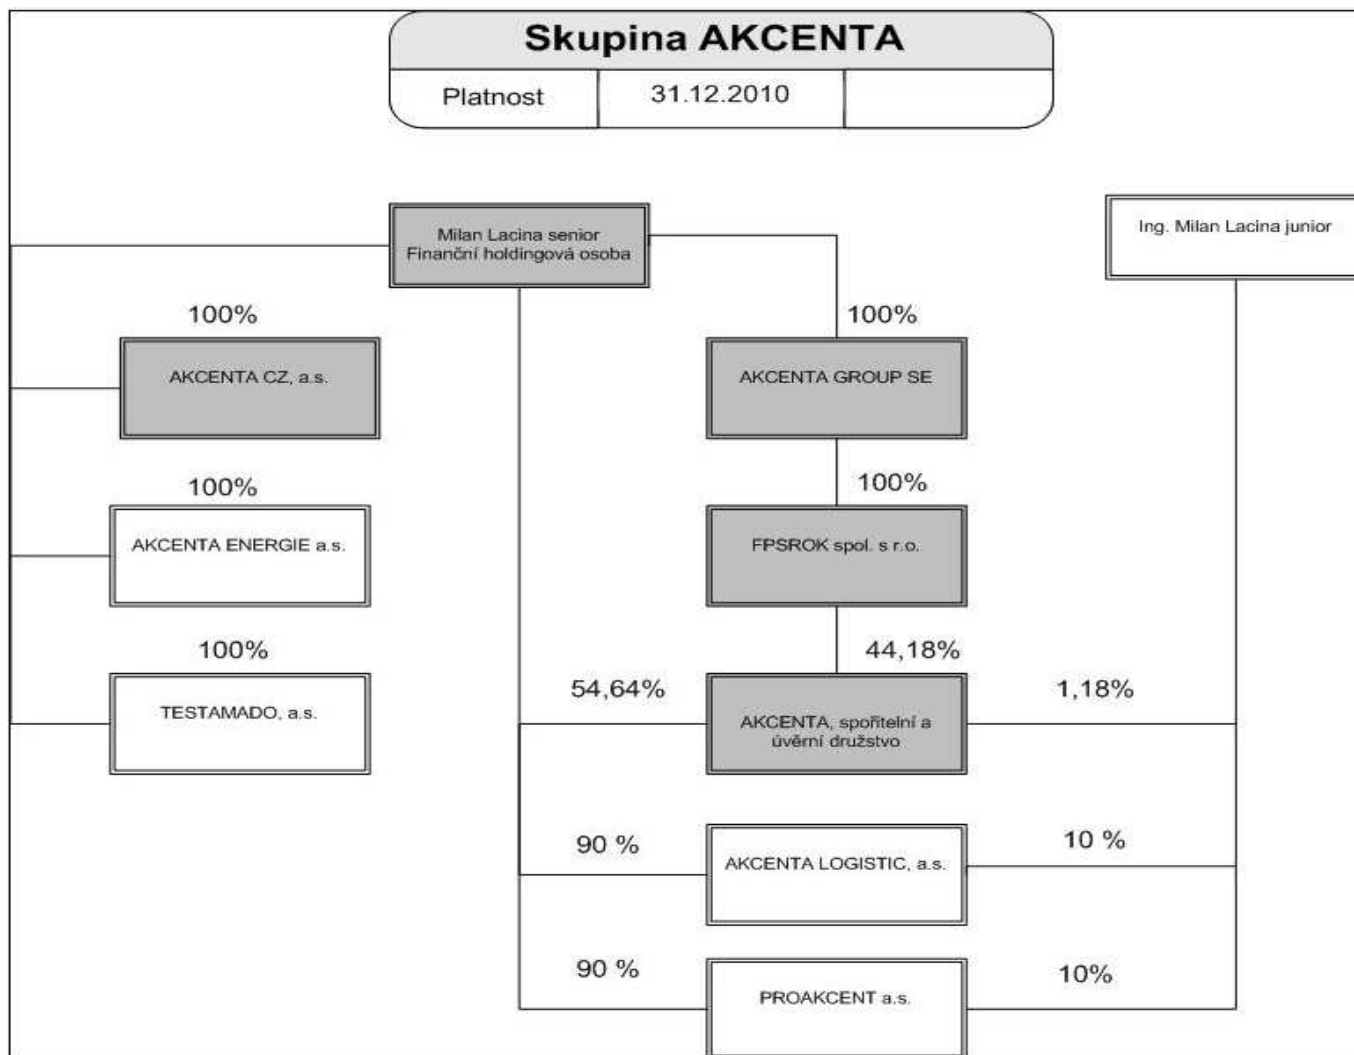 Skupina AKCENTA
Platnost
31.12.2010
Milan Lacina senior
Finanční holdingová osoba
Ing. Milan Lacina junior
100%
100%
AKCENTA CZ, a.s.
AKCENTA GROUP SE
100%
100%
AKCENTA ENERGIE a.s.
FPSROK spol. s r.o.
100%
44,18%
54,64%
1,18%
TESTAMADO, a.s.
AKCENTA, spořitelní a
úvěrní družstvo
90 %
10 %
AKCENTA LOGISTIC, a.s.
90 %
10%
PROAKCENT a.s.